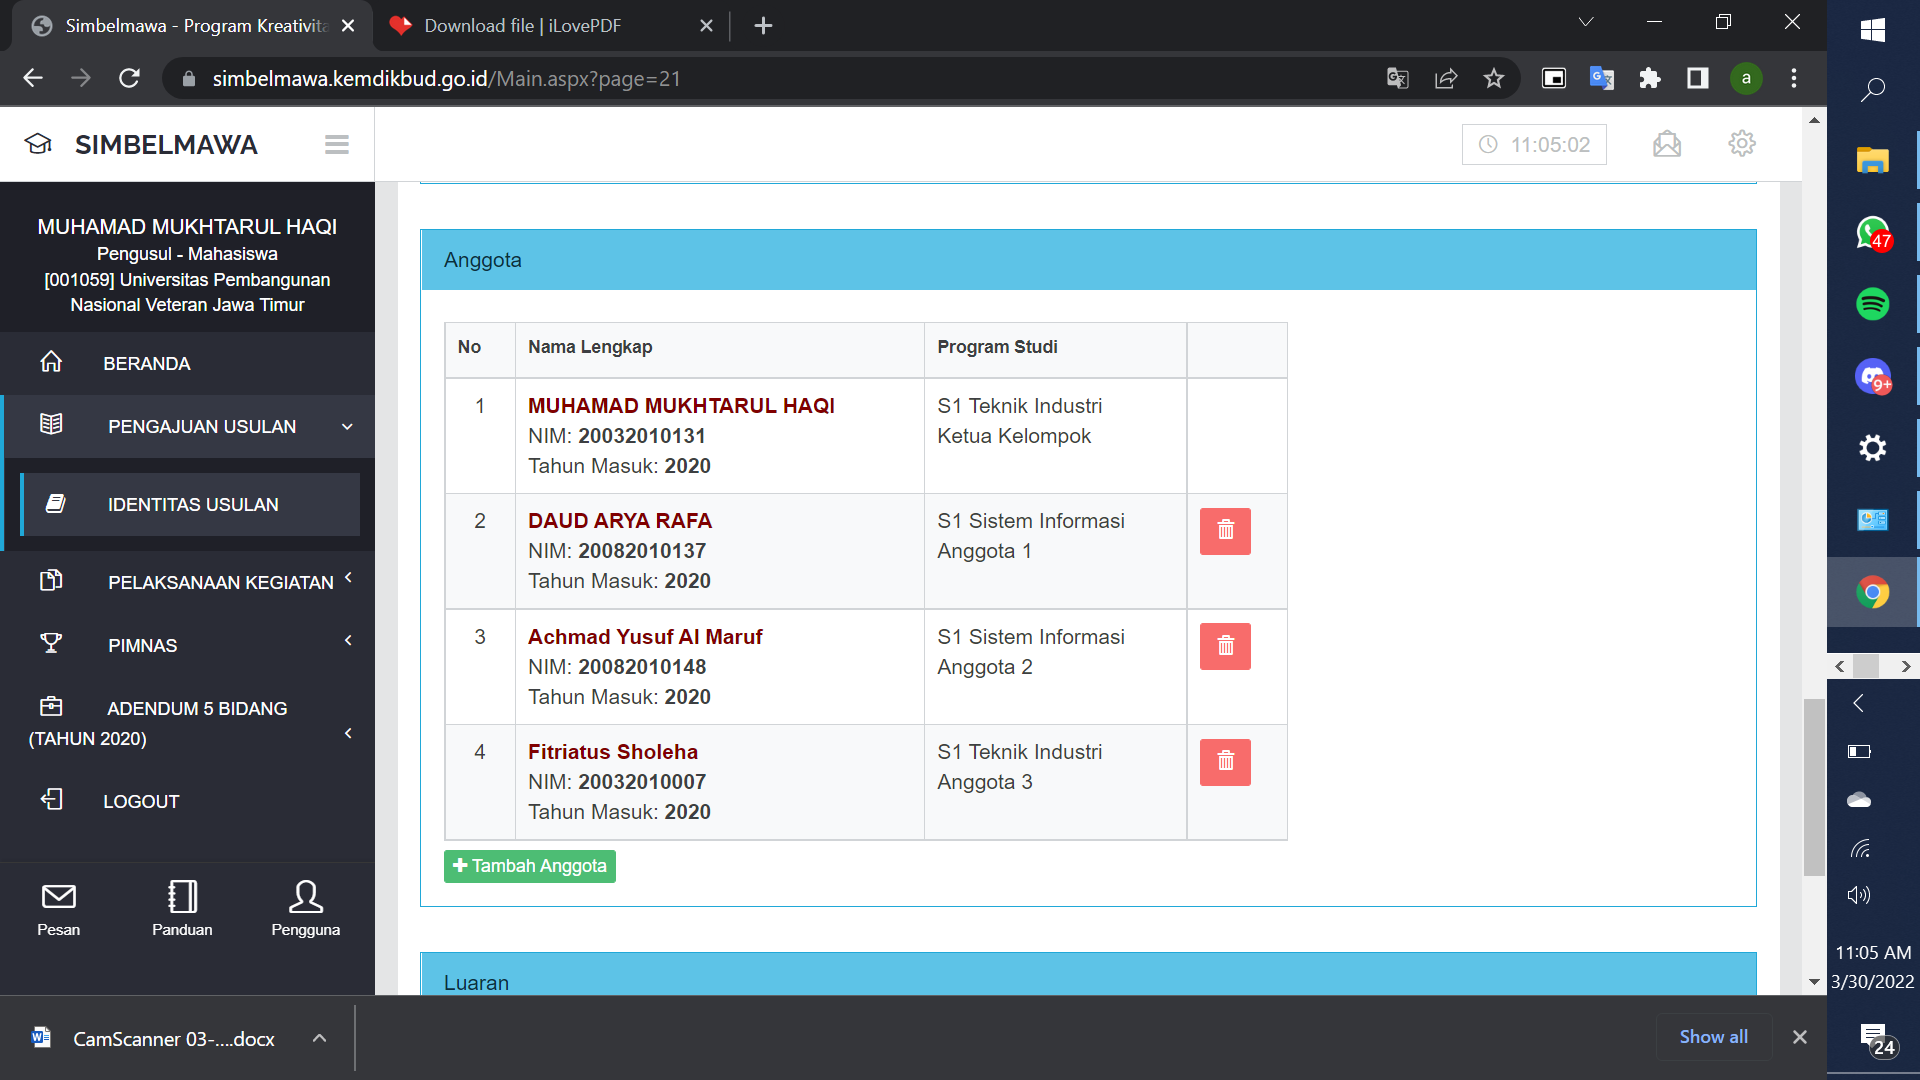 Simbelmawa - Program Kreativita
Download file | iLovePDF
simbelmawa.kemdikbud.go.id/Main.aspx?page=21
a
SIMBELMAWA
11:05:02
MUHAMAD MUKHTARUL HAQI
Pengusul - Mahasiswa
[001059] Universitas Pembangunan
Nasional Veteran Jawa Timur
BERANDA
PENGAJUAN USULAN
IDENTITAS USULAN
PELAKSANAAN KEGIATAN
PIMNAS
ADENDUM 5 BIDANG
(TAHUN 2020)
LOGOUT
Pesan
Panduan
Pengguna
Anggota
No
Nama Lengkap
Program Studi
1
MUHAMAD MUKHTARUL HAQI
NIM: 20032010131
Tahun Masuk: 2020
S1 Teknik Industri
Ketua Kelompok
2
DAUD ARYA RAFA
NIM: 20082010137
Tahun Masuk: 2020
S1 Sistem Informasi
Anggota 1
3
Achmad Yusuf Al Maruf
NIM: 20082010148
Tahun Masuk: 2020
S1 Sistem Informasi
Anggota 2
4
Fitriatus Sholeha
NIM: 20032010007
Tahun Masuk: 2020
S1 Teknik Industri
Anggota 3
Tambah Anggota
Luaran
CamScanner 03-....docx
Show all
47
9+
11:05 AM
3/30/2022
24